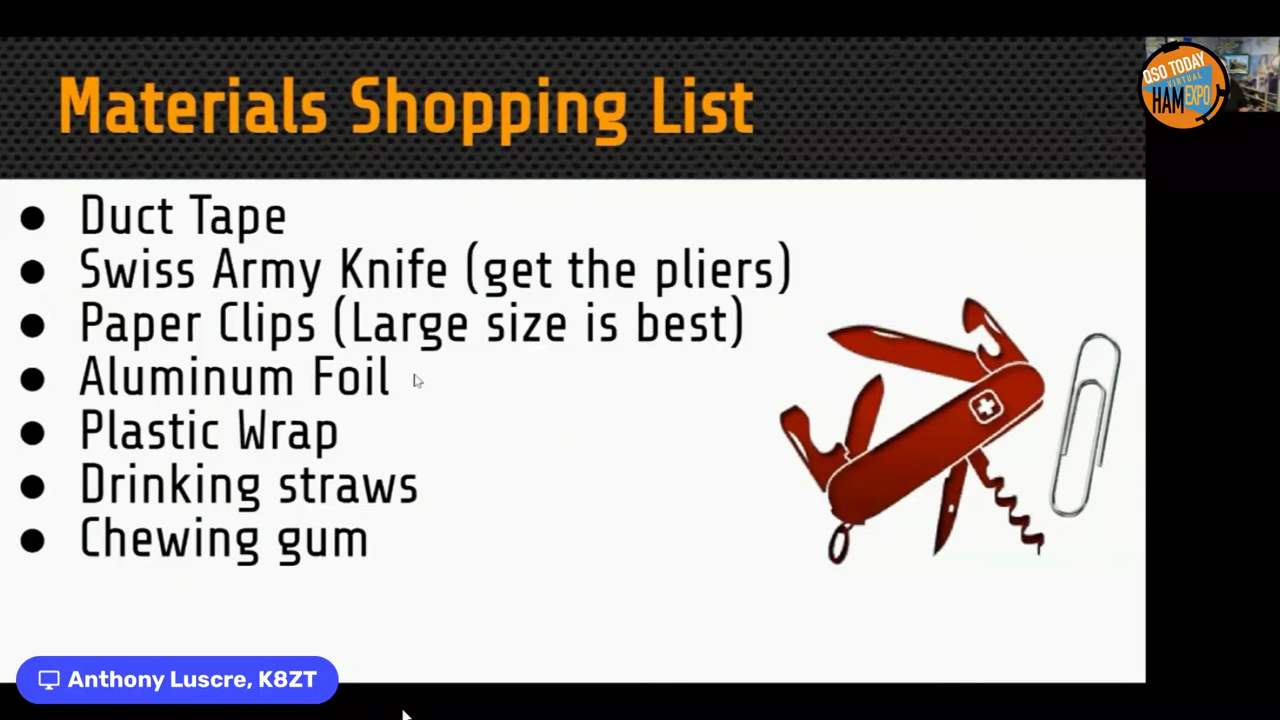 Materials Shopping List
QSO TODAY
VIRTUAL
HAM EXPO
● Duct Tape
● Swiss Army Knife (get the pliers)
● Paper Clips (Large size is best)
● Aluminum Foil
● Plastic Wrap
● Drinking straws
● Chewing gum
Anthony Luscre, K8ZT